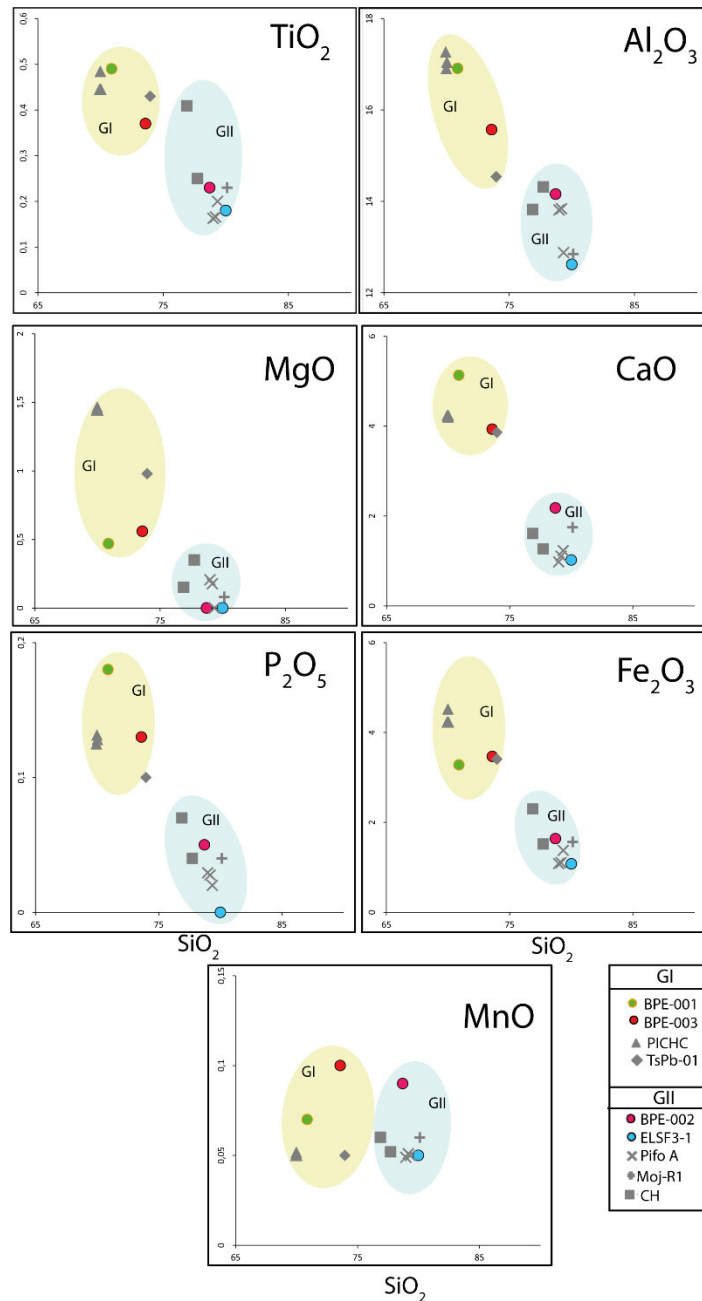 TiO2
0,6
0,5
0,4
0,3
0,2
0,1
0
GI
GII
65
75
85
Al2O3
18
16
14
12
GI
GII
65
75
85
MgO
2
1,5
1
0,5
0
GI
GII
65
75
85
CaO
6
4
2
0
GI
GII
65
75
85
P2O5
0,2
0,1
0
GI
GII
65
75
85
SiO2
Fe2O3
6
4
2
0
GI
GII
65
75
85
SiO2
MnO
0,15
0,1
0,05
0
GI
GII
65
75
85
SiO2
GI
BPE-001
BPE-003
PICHC
TsPb-01
GII
BPE-002
ELSF3-1
Pifo A
Moj-R1
CH